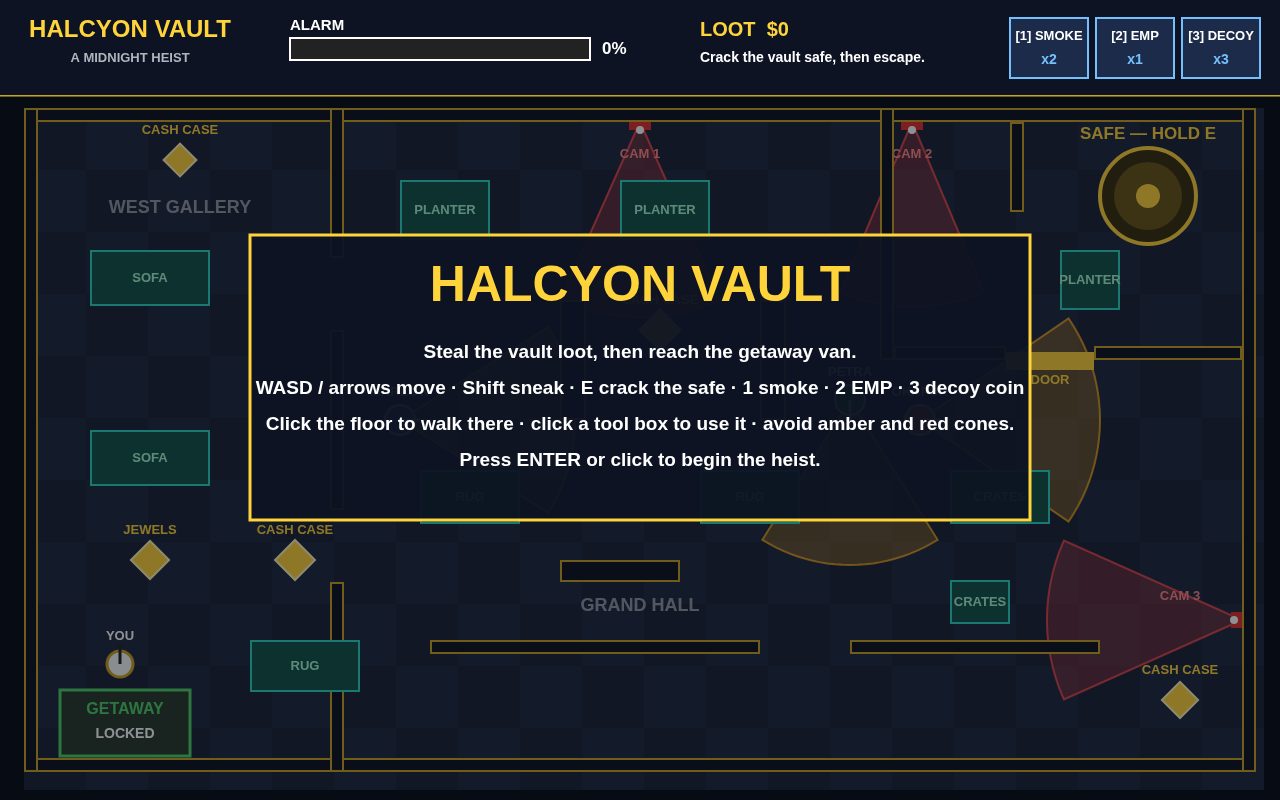 HALCYON VAULT
A MIDNIGHT HEIST
ALARM
0%
LOOT $0
Crack the vault safe, then escape.
[1] SMOKE
x2
[2] EMP
x1
[3] DECOY
x3
CASH CASE
WEST GALLERY
SOFA
SOFA
JEWELS
CASH CASE
YOU
GETAWAY
LOCKED
RUG
PLANTER
CAM 1
PLANTER
CAM 2
SAFE — HOLD E
PLANTER
DOOR
HALCYON VAULT
Steal the vault loot, then reach the getaway van.
WASD / arrows move · Shift sneak · E crack the safe · 1 smoke · 2 EMP · 3 decoy coin
Click the floor to walk there · click a tool box to use it · avoid amber and red cones.
Press ENTER or click to begin the heist.
PETRA
RUG
RUG
CRATES
GRAND HALL
CRATES
CAM 3
CASH CASE